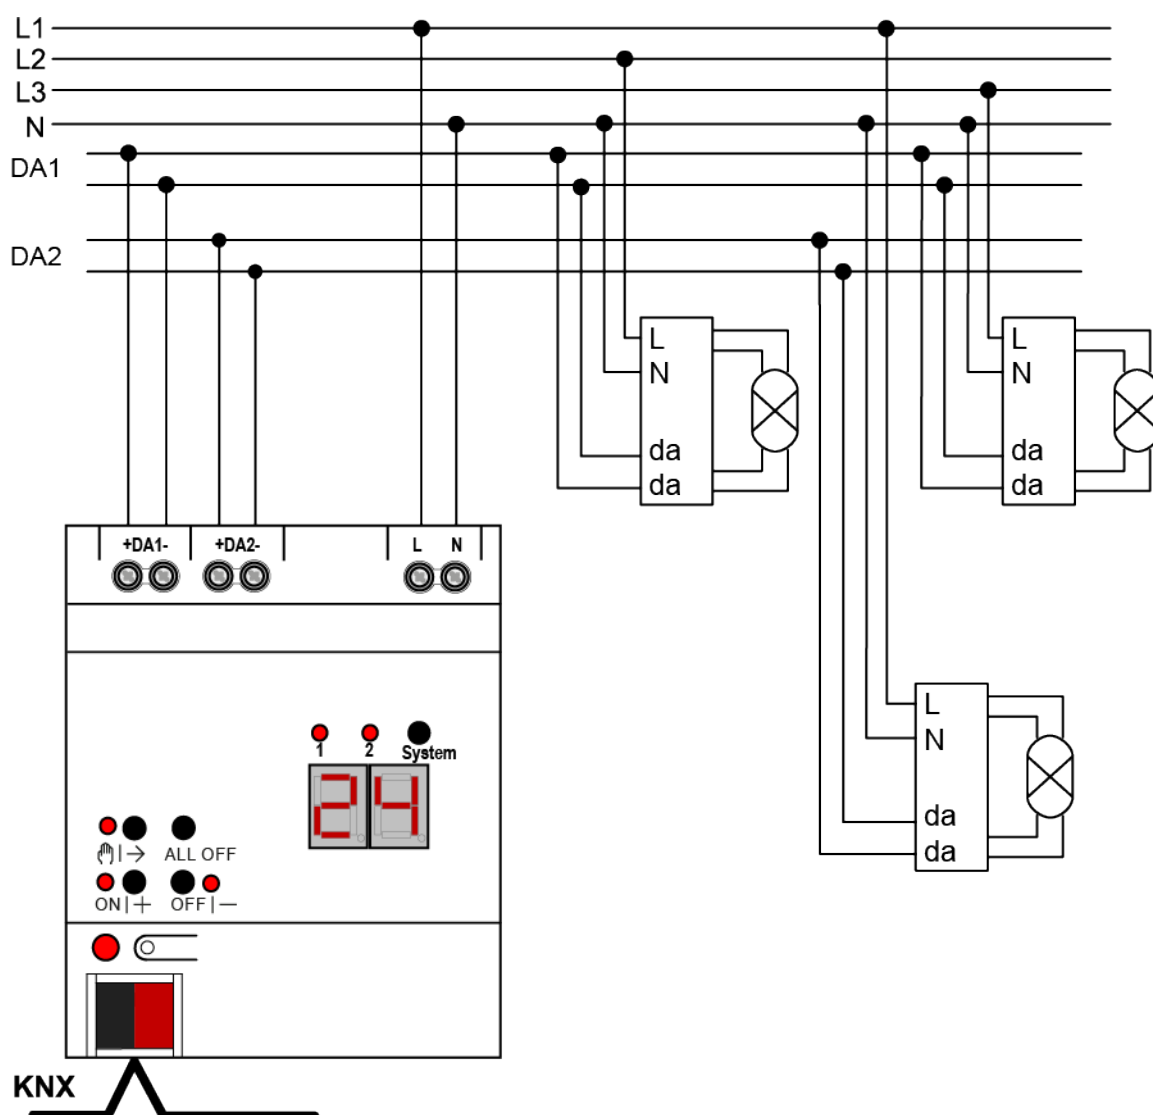 L1
L2
L3
N
DA1
DA2
L
N
da
da
L
N
da
da
+DA1- +DA2- L N
L
N
da
da
1 2 System
24
|→ ALL OFF
ON|+ OFF|−
KNX